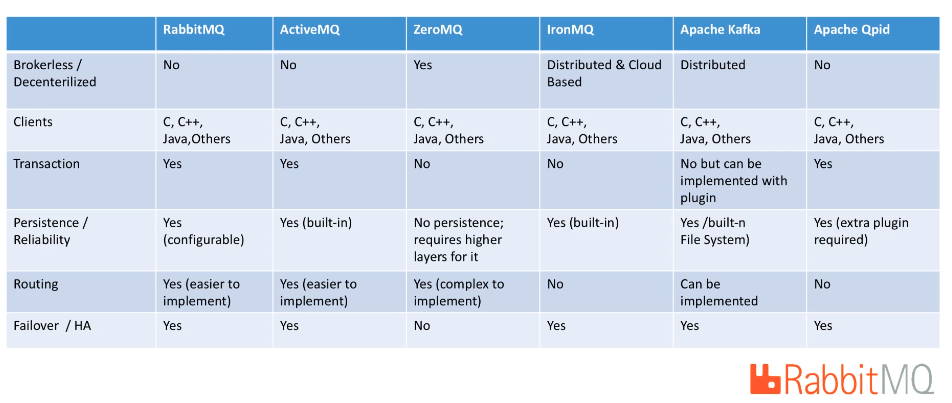 RabbitMQ ActiveMQ ZeroMQ IronMQ Apache Kafka Apache Qpid
Brokerless / No No Yes Distributed & Cloud Distributed No
Decenterilized Based
Clients C, C++, C, C++, C, C++, C, C++, C, C++, C, C++,
Java,Others Java, Others Java, Others Java, Others Java, Others Java, Others
Transaction Yes Yes No No No but can be Yes
implemented with
plugin
Persistence / Yes Yes (built-in) No persistence; Yes (built-in) Yes /built-n Yes (extra plugin
Reliability (configurable) requires higher File System) required)
layers for it
Routing Yes (easier to Yes (easier to Yes (complex to No Can be No
implement) implement) implement) implemented
Failover / HA Yes Yes No Yes Yes Yes
RabbitMQ